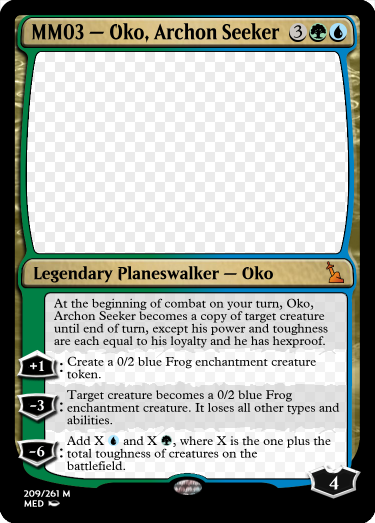 MM03 — Oko, Archon Seeker 3
Legendary Planeswalker — Oko
At the beginning of combat on your turn, Oko,
Archon Seeker becomes a copy of target creature
until end of turn, except his power and toughness
are each equal to his loyalty and he has hexproof.
+1 : Create a 0/2 blue Frog enchantment creature
token.
-3 : Target creature becomes a 0/2 blue Frog
enchantment creature. It loses all other types and
abilities.
-6 : Add X and X , where X is the one plus the
total toughness of creatures on the
battlefield.
4
209/261 M
MED